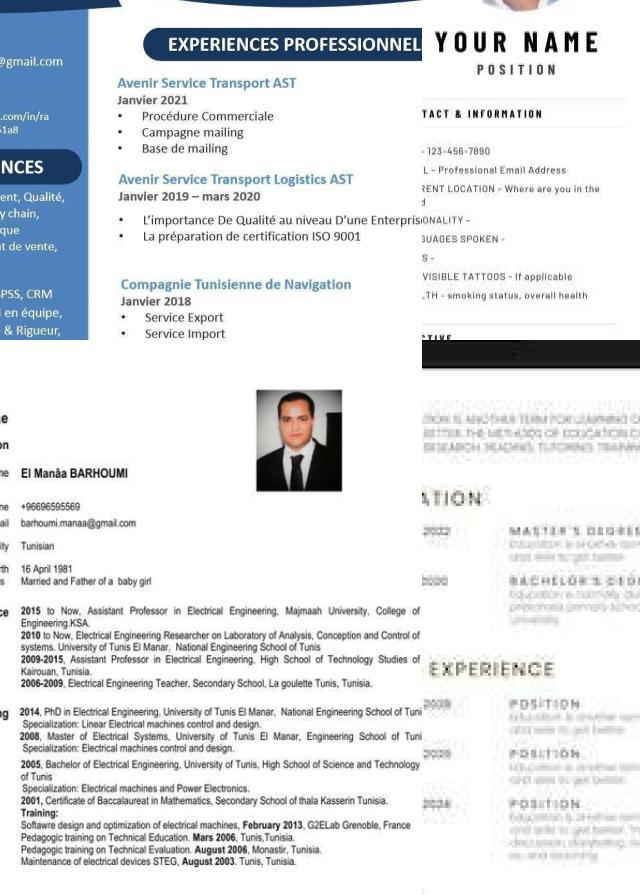 @gmail.com
.com/in/ra
51a8
NCES
ent, Qualité,
y chain,
que
t de vente,
PSS, CRM
l en équipe,
& Rigueur,
EXPERIENCES PROFESSIONNEL
Avenir Service Transport AST
Janvier 2021
• Procédure Commerciale
• Campagne mailing
• Base de mailing
Avenir Service Transport Logistics AST
Janvier 2019 – mars 2020
• L'importance De Qualité au niveau D'une Enterpris
• La préparation de certification ISO 9001
Compagnie Tunisienne de Navigation
Janvier 2018
• Service Export
• Service Import
YOUR NAME
POSITION
TACT & INFORMATION
- 123-456-7890
L - Professional Email Address
RENT LOCATION - Where are you in the
d
ONALITY -
GUAGES SPOKEN -
S -
VISIBLE TATTOOS - If applicable
LTH - smoking status, overall health
CTIVE
e
on
me El Manâa BARHOUMI
ne +96696595569
ail barhoumi.manaa@gmail.com
ity Tunisian
rth 16 April 1981
s Married and Father of a baby girl
ce 2015 to Now, Assistant Professor in Electrical Engineering, Majmaah University, College of
Engineering.KSA.
2010 to Now, Electrical Engineering Researcher on Laboratory of Analysis, Conception and Control of
systems. University of Tunis El Manar, National Engineering School of Tunis
2009-2015, Assistant Professor in Electrical Engineering, High School of Technology Studies of
Kairouan, Tunisia.
2006-2009, Electrical Engineering Teacher, Secondary School, La goulette Tunis, Tunisia.
ng 2014, PhD in Electrical Engineering, University of Tunis El Manar, National Engineering School of Tuni
Specialization: Linear Electrical machines control and design.
2008, Master of Electrical Systems, University of Tunis El Manar, Engineering School of Tuni
Specialization: Electrical machines control and design.
2005, Bachelor of Electrical Engineering, University of Tunis, High School of Science and Technology
of Tunis
Specialization: Electrical machines and Power Electronics.
2001, Certificate of Baccalaureat in Mathematics, Secondary School of thala Kasserin Tunisia.
Training:
Softawre design and optimization of electrical machines, February 2013, G2ELab Grenoble, France
Pedagogic training on Technical Education. Mars 2006, Tunis,Tunisia.
Pedagogic training on Technical Education, August 2006, Monastir, Tunisia.
Maintenance of electrical devices STEG, August 2003. Tunis, Tunisia.
ATION
MASTER'S DEGREE
BACHELOR'S DEG
EXPERIENCE
POSITION
POSITION
POSITION